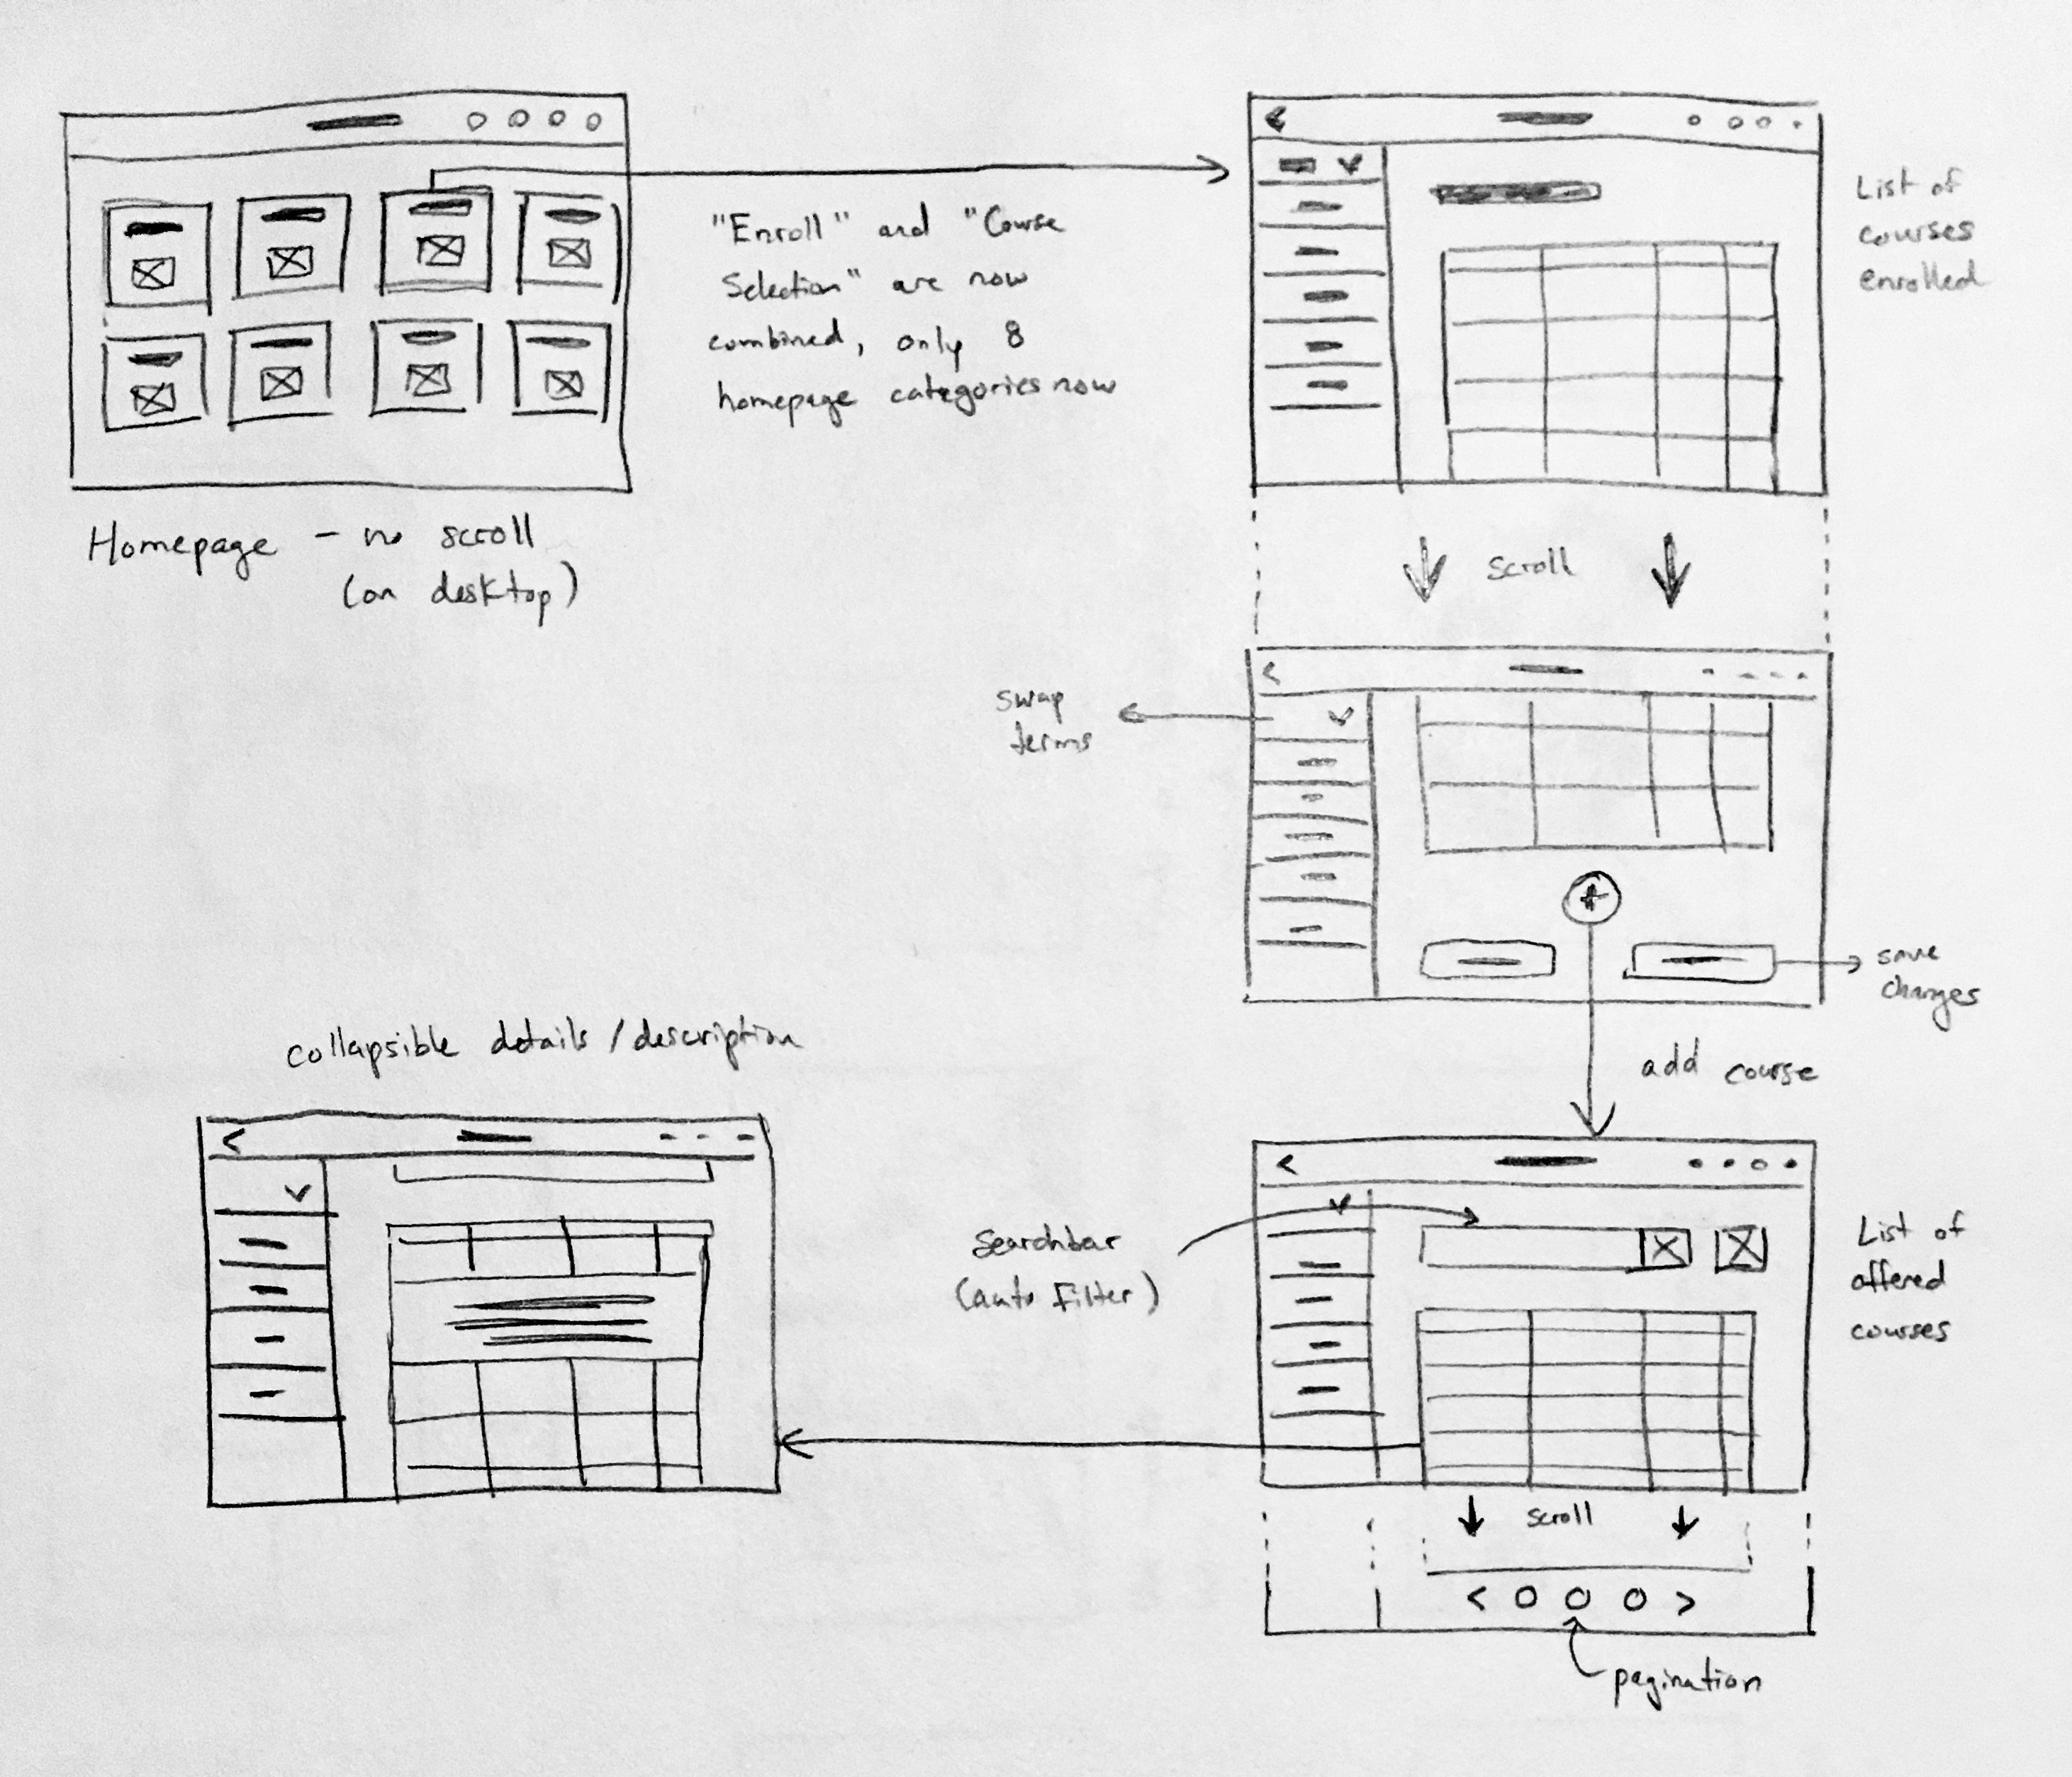 "Enroll" and "Course
Selection" are now
combined, only 8
homepage categories now
List of
courses
enrolled
Homepage - no scroll
(on desktop)
scroll
swap
terms
save
changes
add course
collapsible details/description
Searchbar
(auto filter)
List of
offered
courses
scroll
pagination